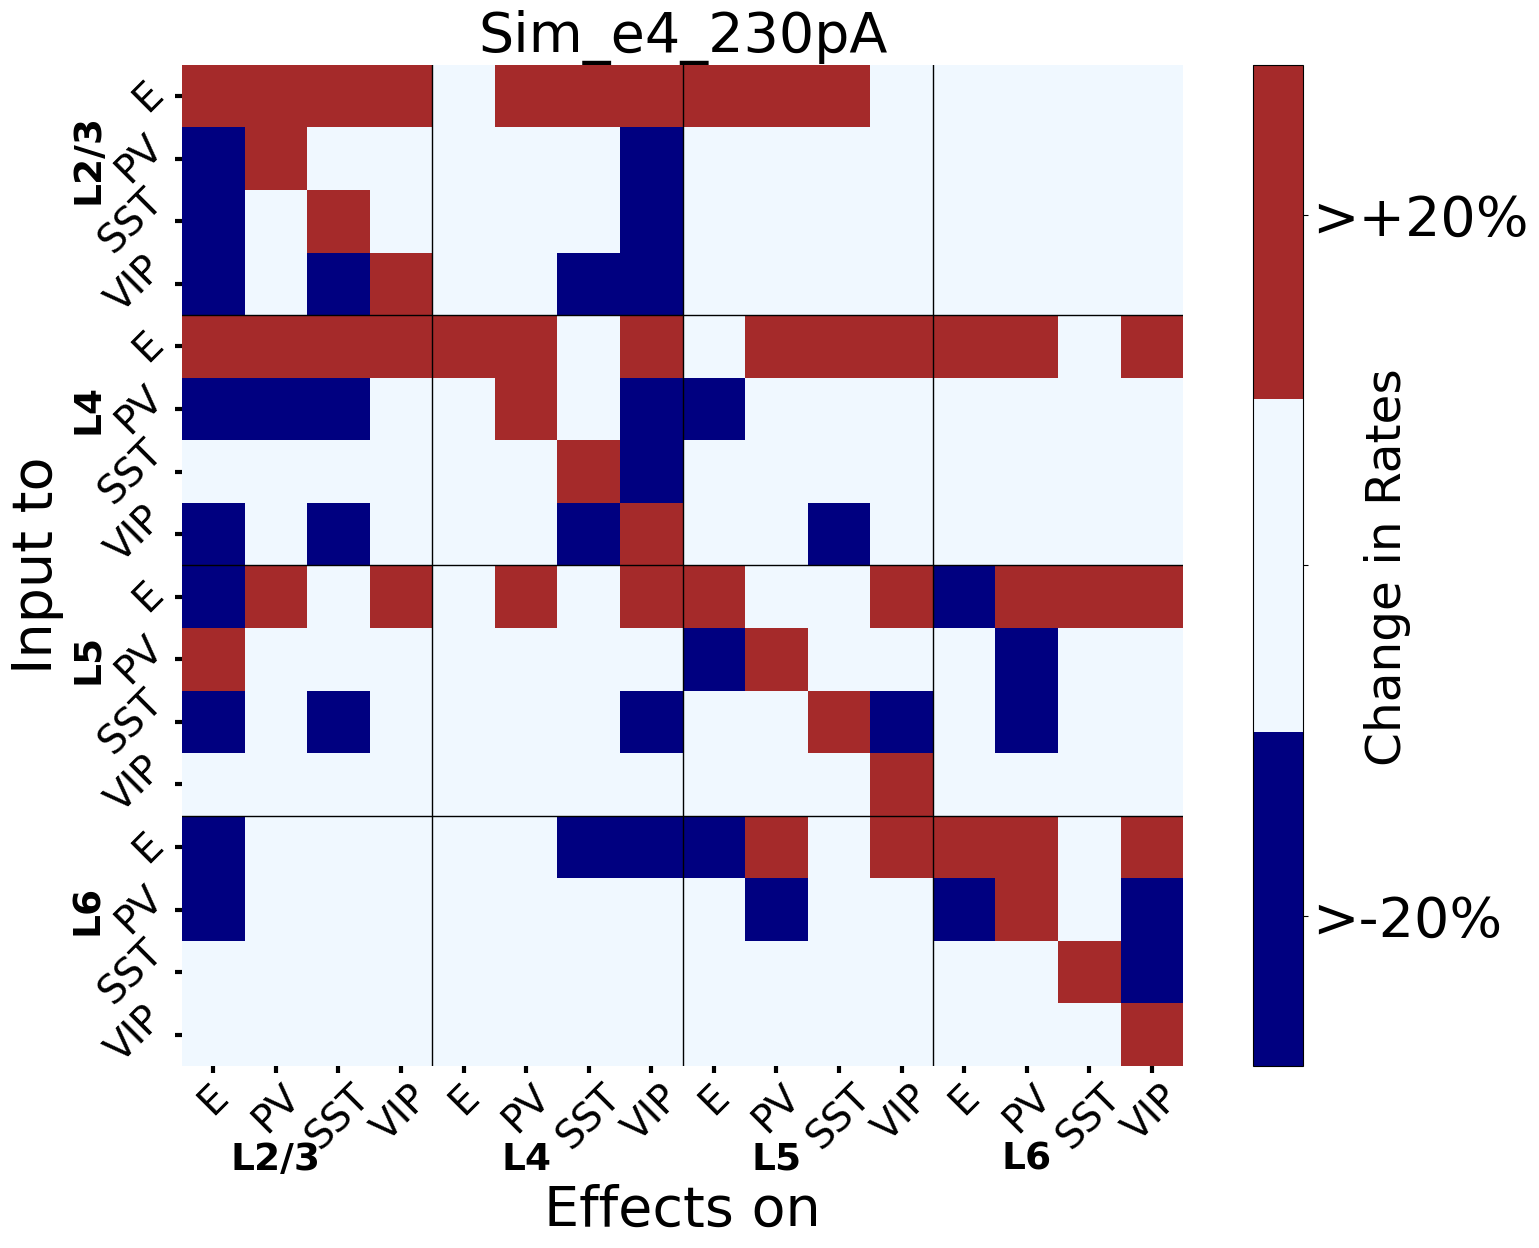 Sim_e4_230pA
Input to
L2/3
E
PV
SST
VIP
L4
E
PV
SST
VIP
L5
E
PV
SST
VIP
L6
E
PV
SST
VIP
E PV SST VIP E PV SST VIP E PV SST VIP E PV SST VIP
L2/3 L4 L5 L6
Effects on
>+20%
>-20%
Change in Rates